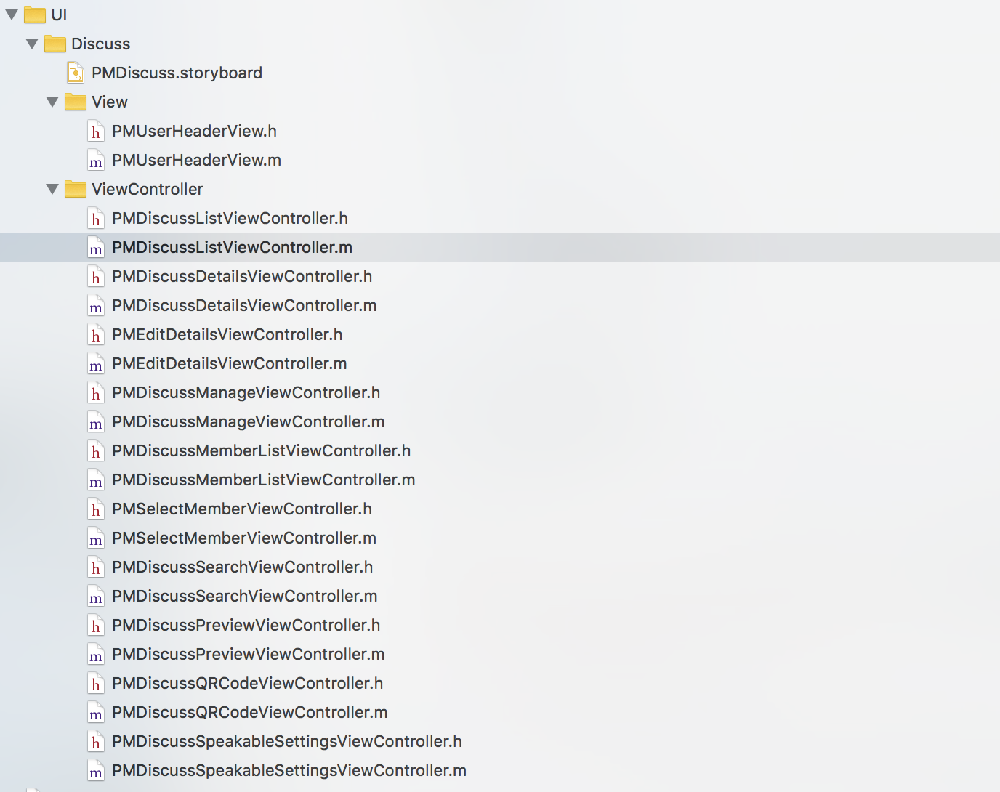 UI
Discuss
PMDiscuss.storyboard
View
h PMUserHeaderView.h
m PMUserHeaderView.m
ViewController
h PMDiscussListViewController.h
m PMDiscussListViewController.m
h PMDiscussDetailsViewController.h
m PMDiscussDetailsViewController.m
h PMEditDetailsViewController.h
m PMEditDetailsViewController.m
h PMDiscussManageViewController.h
m PMDiscussManageViewController.m
h PMDiscussMemberListViewController.h
m PMDiscussMemberListViewController.m
h PMSelectMemberViewController.h
m PMSelectMemberViewController.m
h PMDiscussSearchViewController.h
m PMDiscussSearchViewController.m
h PMDiscussPreviewViewController.h
m PMDiscussPreviewViewController.m
h PMDiscussQRCodeViewController.h
m PMDiscussQRCodeViewController.m
h PMDiscussSpeakableSettingsViewController.h
m PMDiscussSpeakableSettingsViewController.m